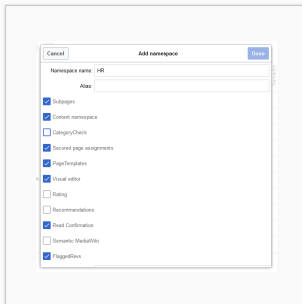 Cancel Add namespace Done
Namespace name: HR
Alias:
Subpages
Content namespace
CategoryCheck
Secured page assignments
PageTemplates
Visual editor
Rating
Recommendations
Read Confirmation
Semantic MediaWiki
FlaggedRevs